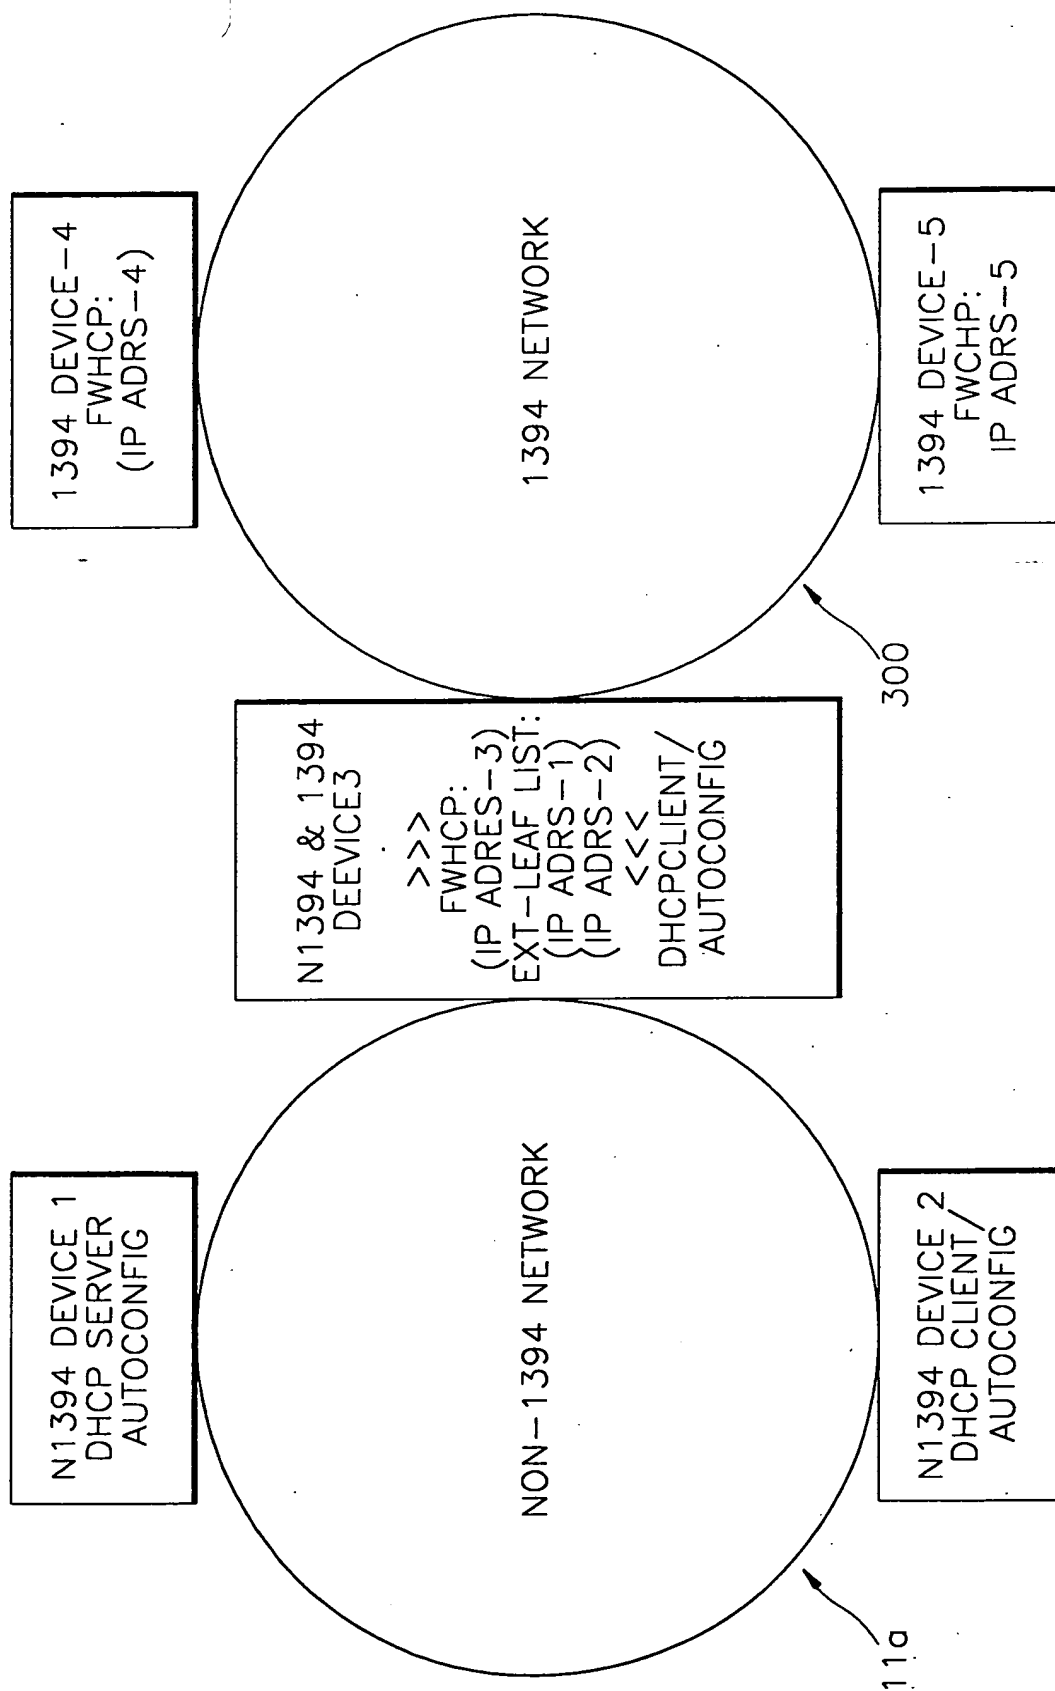 N1394 DEVICE 1
DHCP SERVER
AUTOCONFIG
NON-1394 NETWORK
N1394 DEVICE 2
DHCP CLIENT/
AUTOCONFIG
11a
N1394 & 1394
DEEVICE3
>>>
FWHCP:
(IP ADRES-3)
EXT-LEAF LIST:
(IP ADRS-1)
(IP ADRS-2)
<<<
DHCPCLIENT/
AUTOCONFIG
1394 DEVICE-4
FWHCP:
(IP ADRS-4)
1394 NETWORK
1394 DEVICE-5
FWCHP:
IP ADRS-5
300